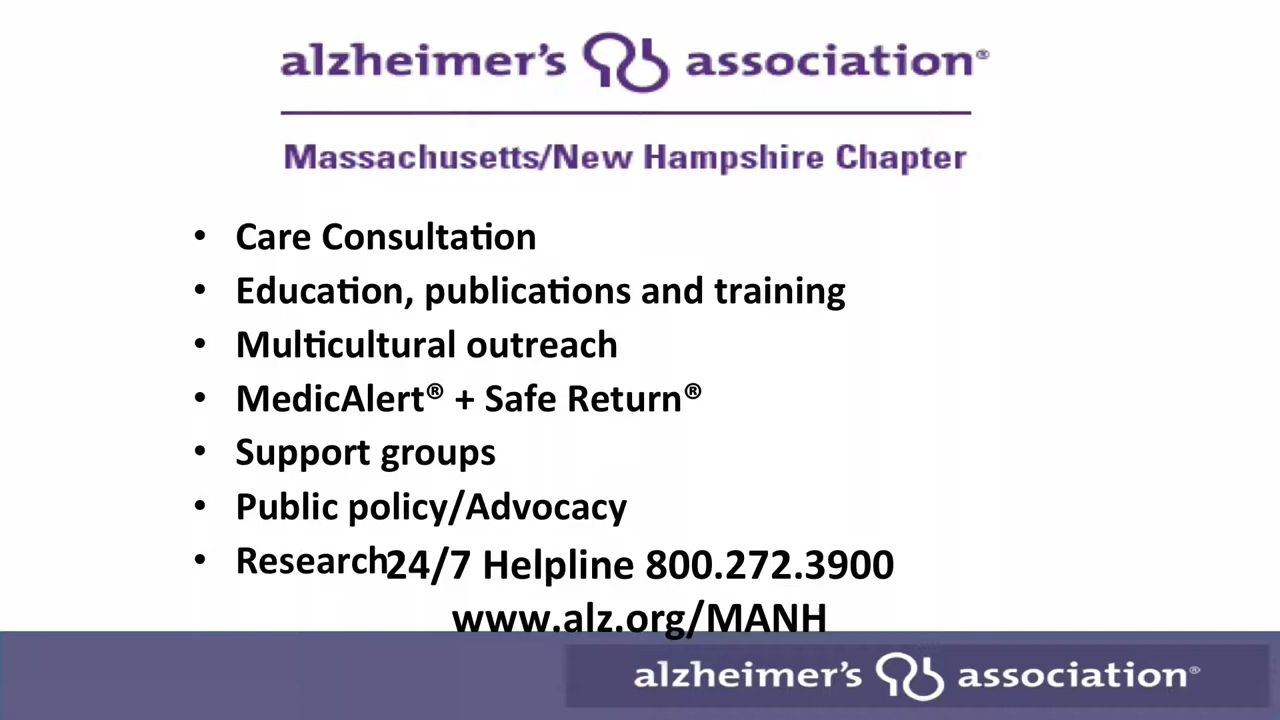 alzheimer's association®
Massachusetts/New Hampshire Chapter
• Care Consultation
• Education, publications and training
• Multicultural outreach
• MedicAlert® + Safe Return®
• Support groups
• Public policy/Advocacy
• Research
24/7 Helpline 800.272.3900
www.alz.org/MANH
alzheimer's association®